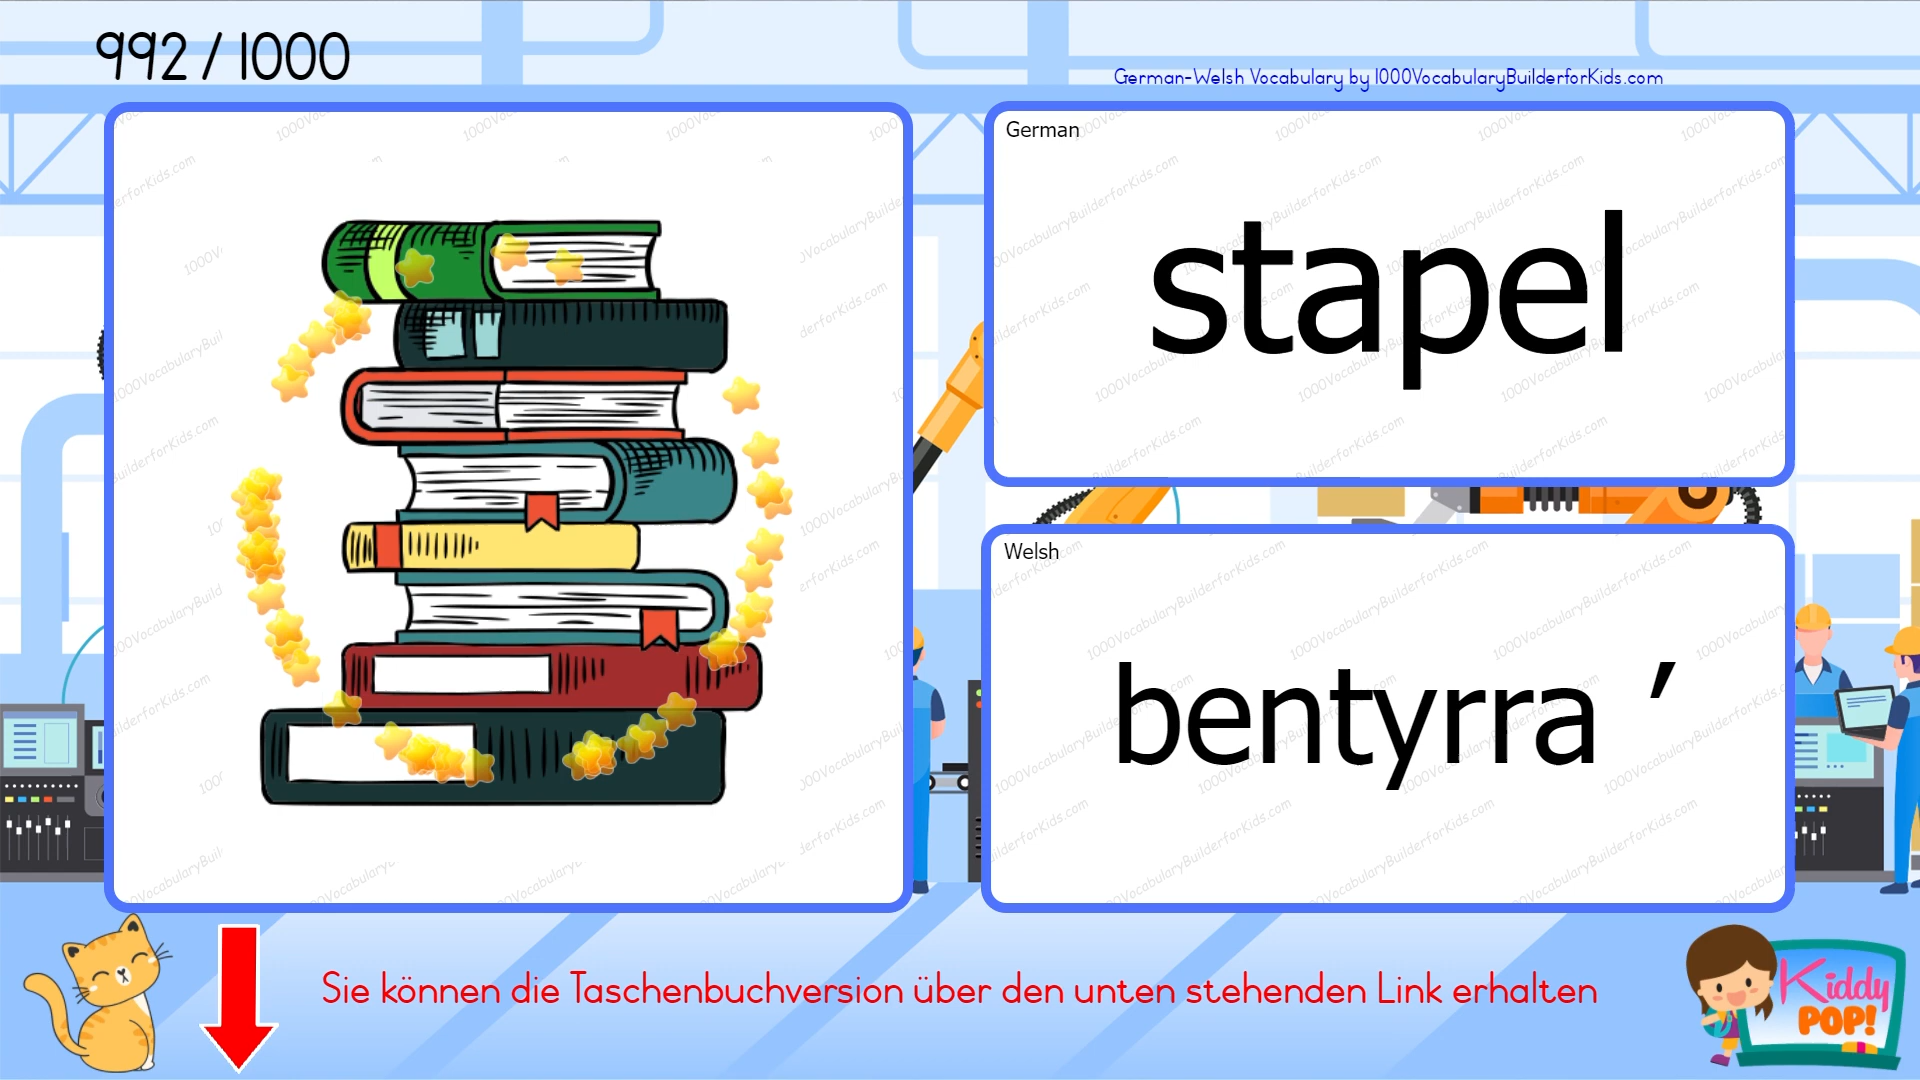 992 / 1000
German-Welsh Vocabulary by 1000VocabularyBuilderforKids.com
German
stapel
Welsh
bentyrra ’
Sie können die Taschenbuchversion über den unten stehenden Link erhalten
Kiddy
POP!